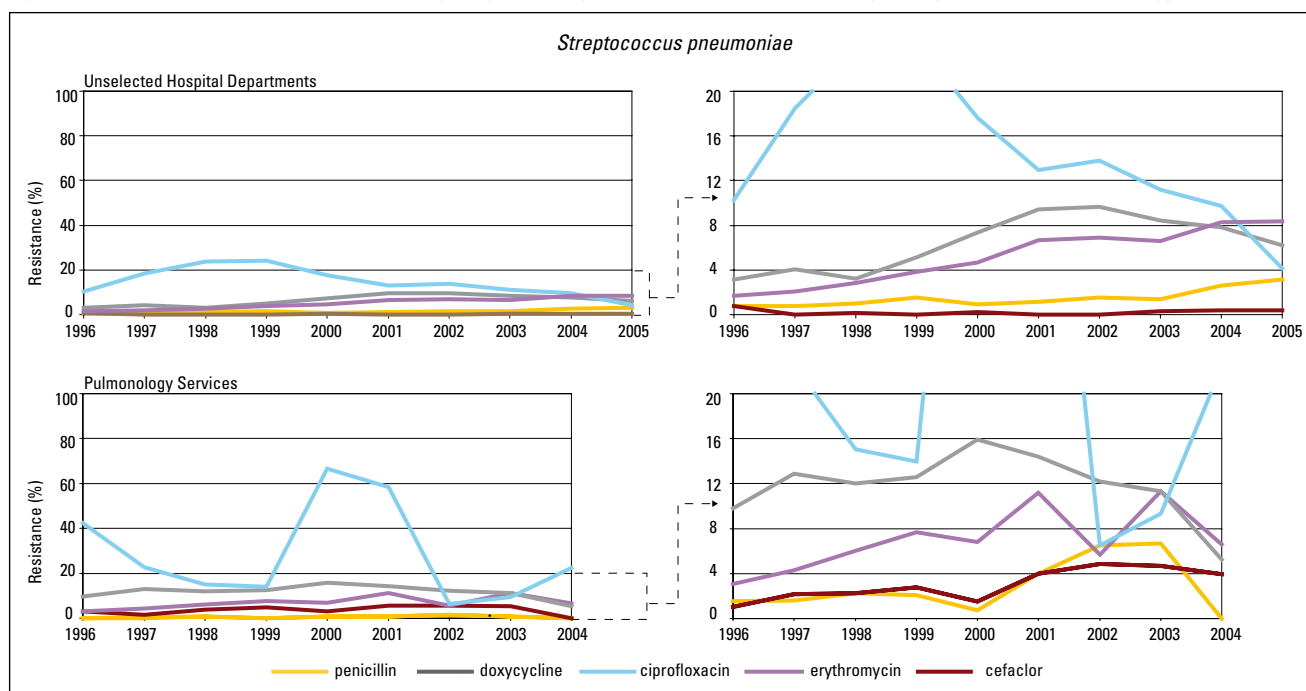 Streptococcus pneumoniae
Unselected Hospital Departments
Resistance (%)
100
80
60
40
20
0
1996 1997 1998 1999 2000 2001 2002 2003 2004 2005
20
16
12
8
4
0
1996 1997 1998 1999 2000 2001 2002 2003 2004 2005
Pulmonology Services
Resistance (%)
100
80
60
40
20
0
1996 1997 1998 1999 2000 2001 2002 2003 2004
20
16
12
8
4
0
1996 1997 1998 1999 2000 2001 2002 2003 2004
penicillin doxycycline ciprofloxacin erythromycin cefaclor